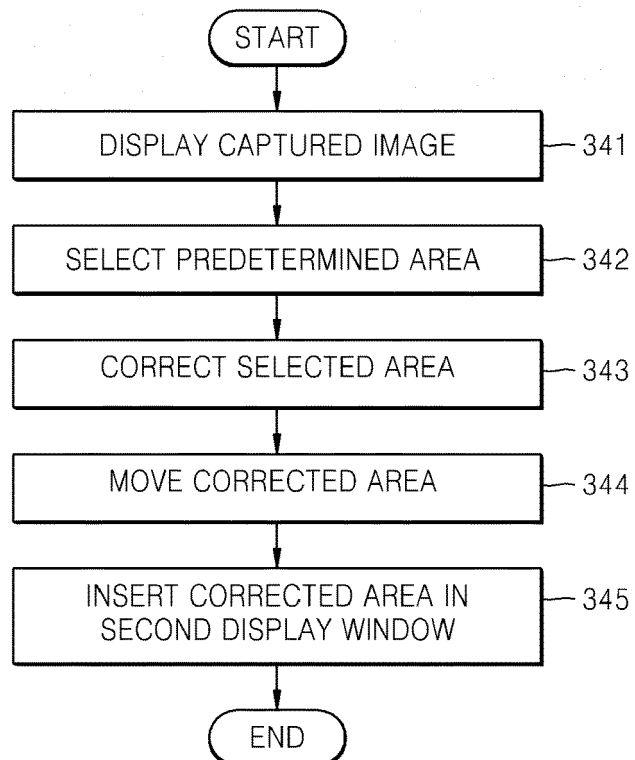 START
DISPLAY CAPTURED IMAGE
341
SELECT PREDETERMINED AREA
342
CORRECT SELECTED AREA
343
MOVE CORRECTED AREA
344
INSERT CORRECTED AREA IN
SECOND DISPLAY WINDOW
345
END